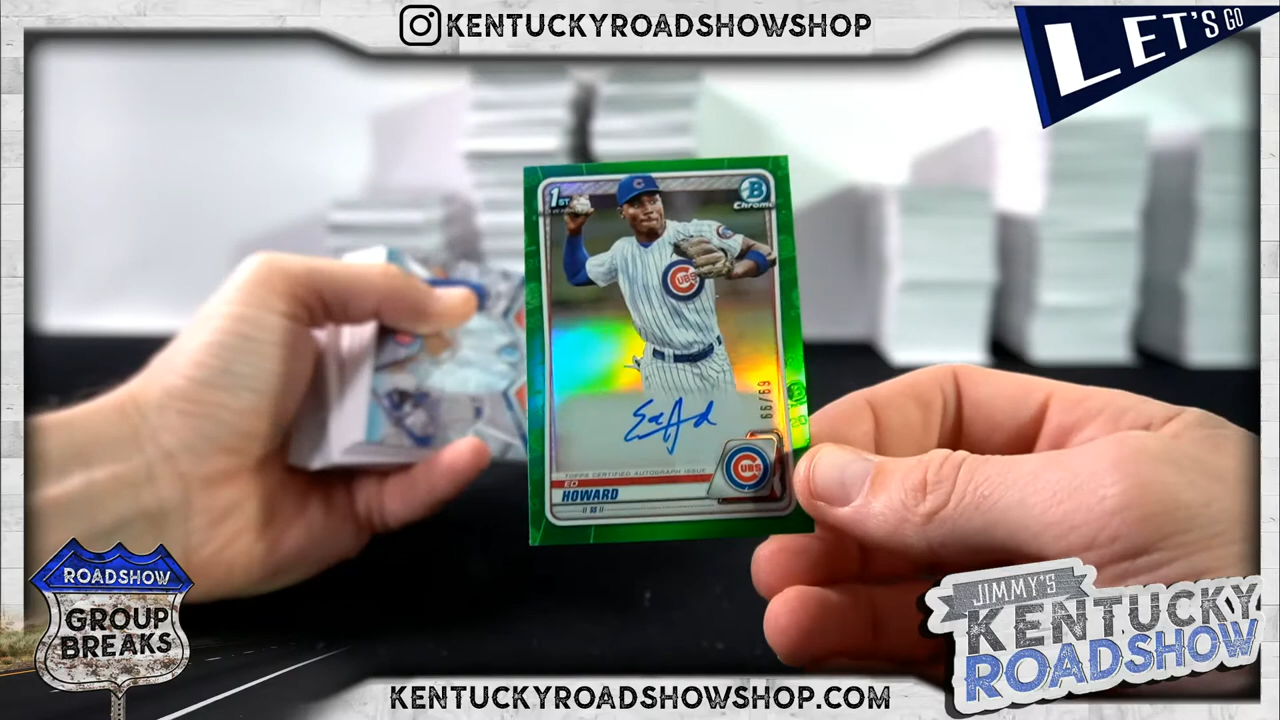 KENTUCKYROADSHOWSHOP
LET'S GO
1ST
B
Chrome
CUBS
69/99
TOPPS CERTIFIED AUTOGRAPH ISSUE
ED
HOWARD
// SS //
CUBS
ROADSHOW
GROUP
BREAKS
JIMMY'S
KENTUCKY
ROADSHOW
KENTUCKYROADSHOWSHOP.COM